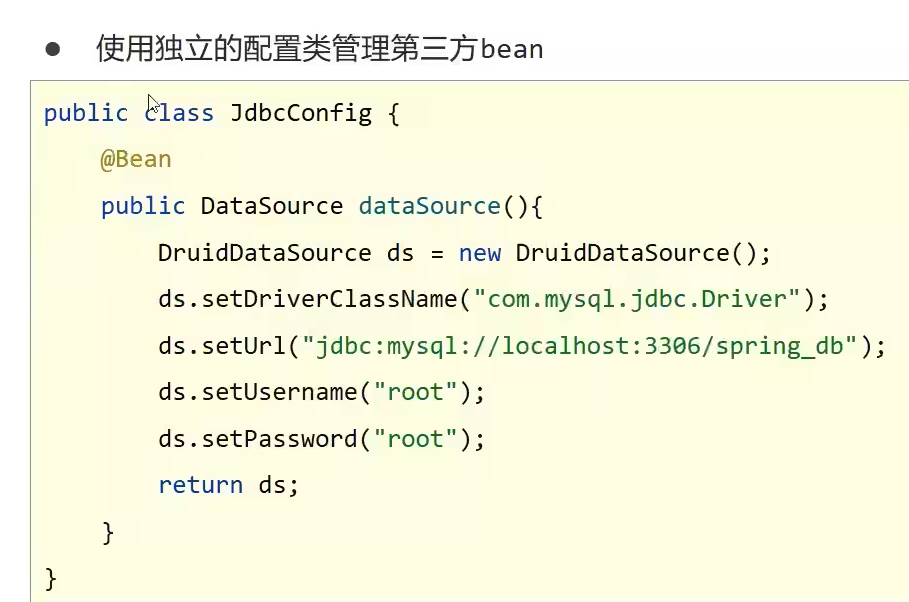 ● 使用独立的配置类管理第三方bean
public class JdbcConfig {
    @Bean
    public DataSource dataSource(){
        DruidDataSource ds = new DruidDataSource();
        ds.setDriverClassName("com.mysql.jdbc.Driver");
        ds.setUrl("jdbc:mysql://localhost:3306/spring_db");
        ds.setUsername("root");
        ds.setPassword("root");
        return ds;
    }
}